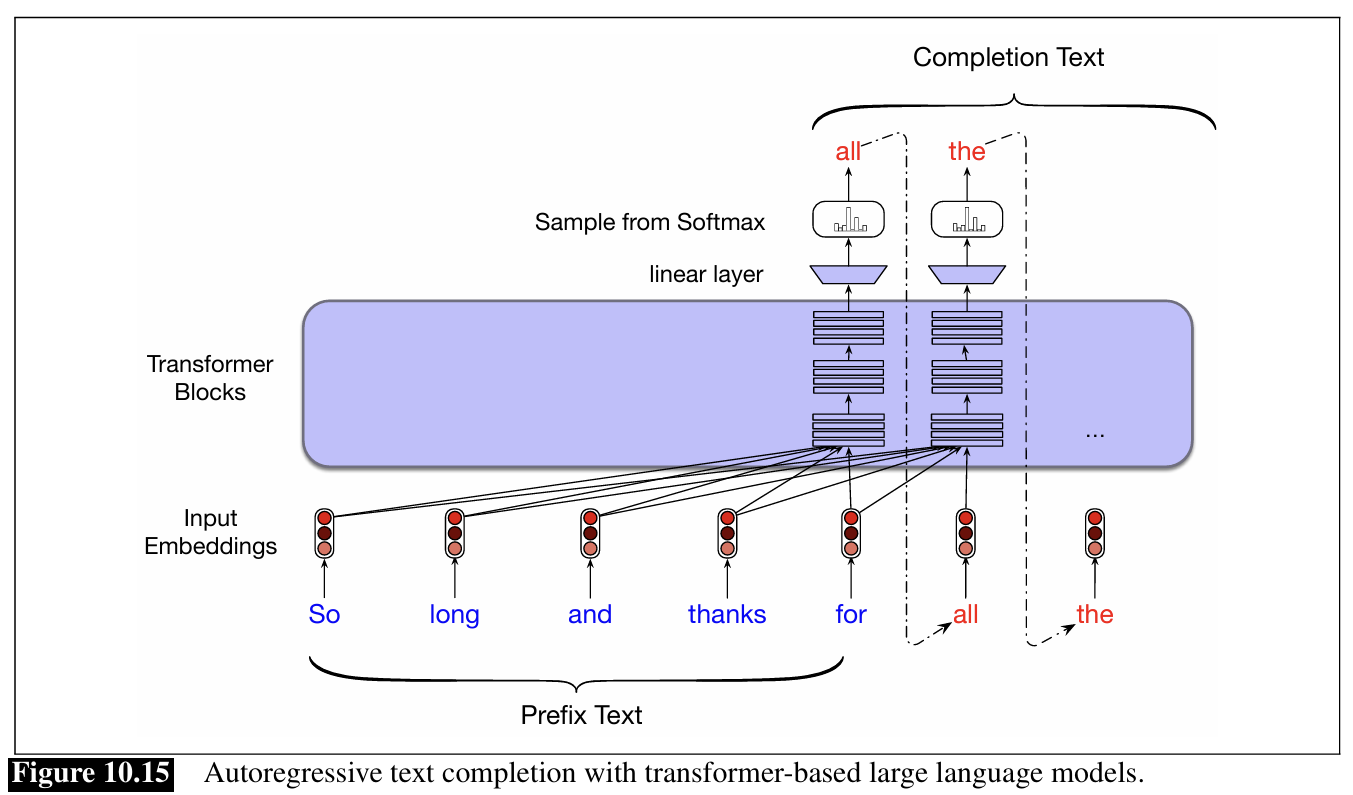 Completion Text
all the
Sample from Softmax
linear layer
Transformer
Blocks
...
Input
Embeddings
So long and thanks for all the
Prefix Text
Figure 10.15 Autoregressive text completion with transformer-based large language models.